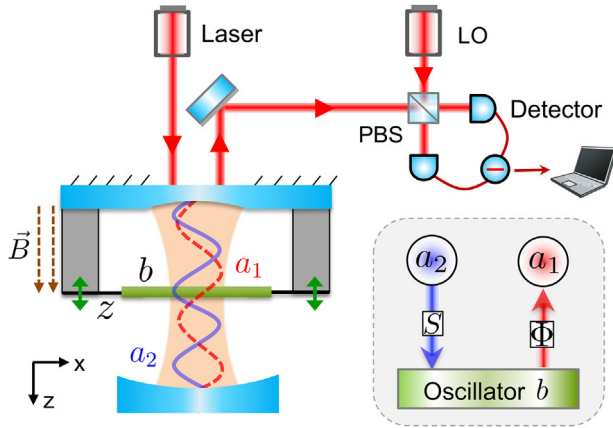 Laser
LO
PBS
Detector
B⃗
b
a₁
z
a₂
x
z
a₂
a₁
S
Φ
Oscillator b